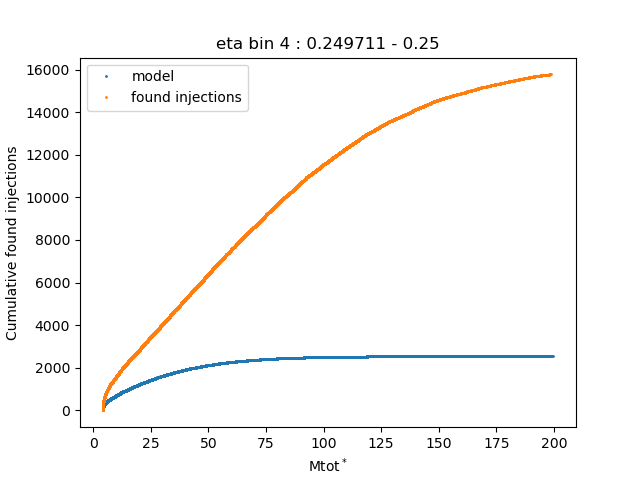 eta bin 4 : 0.249711 - 0.25
model
found injections
16000
14000
12000
10000
8000
6000
4000
2000
0
Cumulative found injections
0 25 50 75 100 125 150 175 200
Mtot*